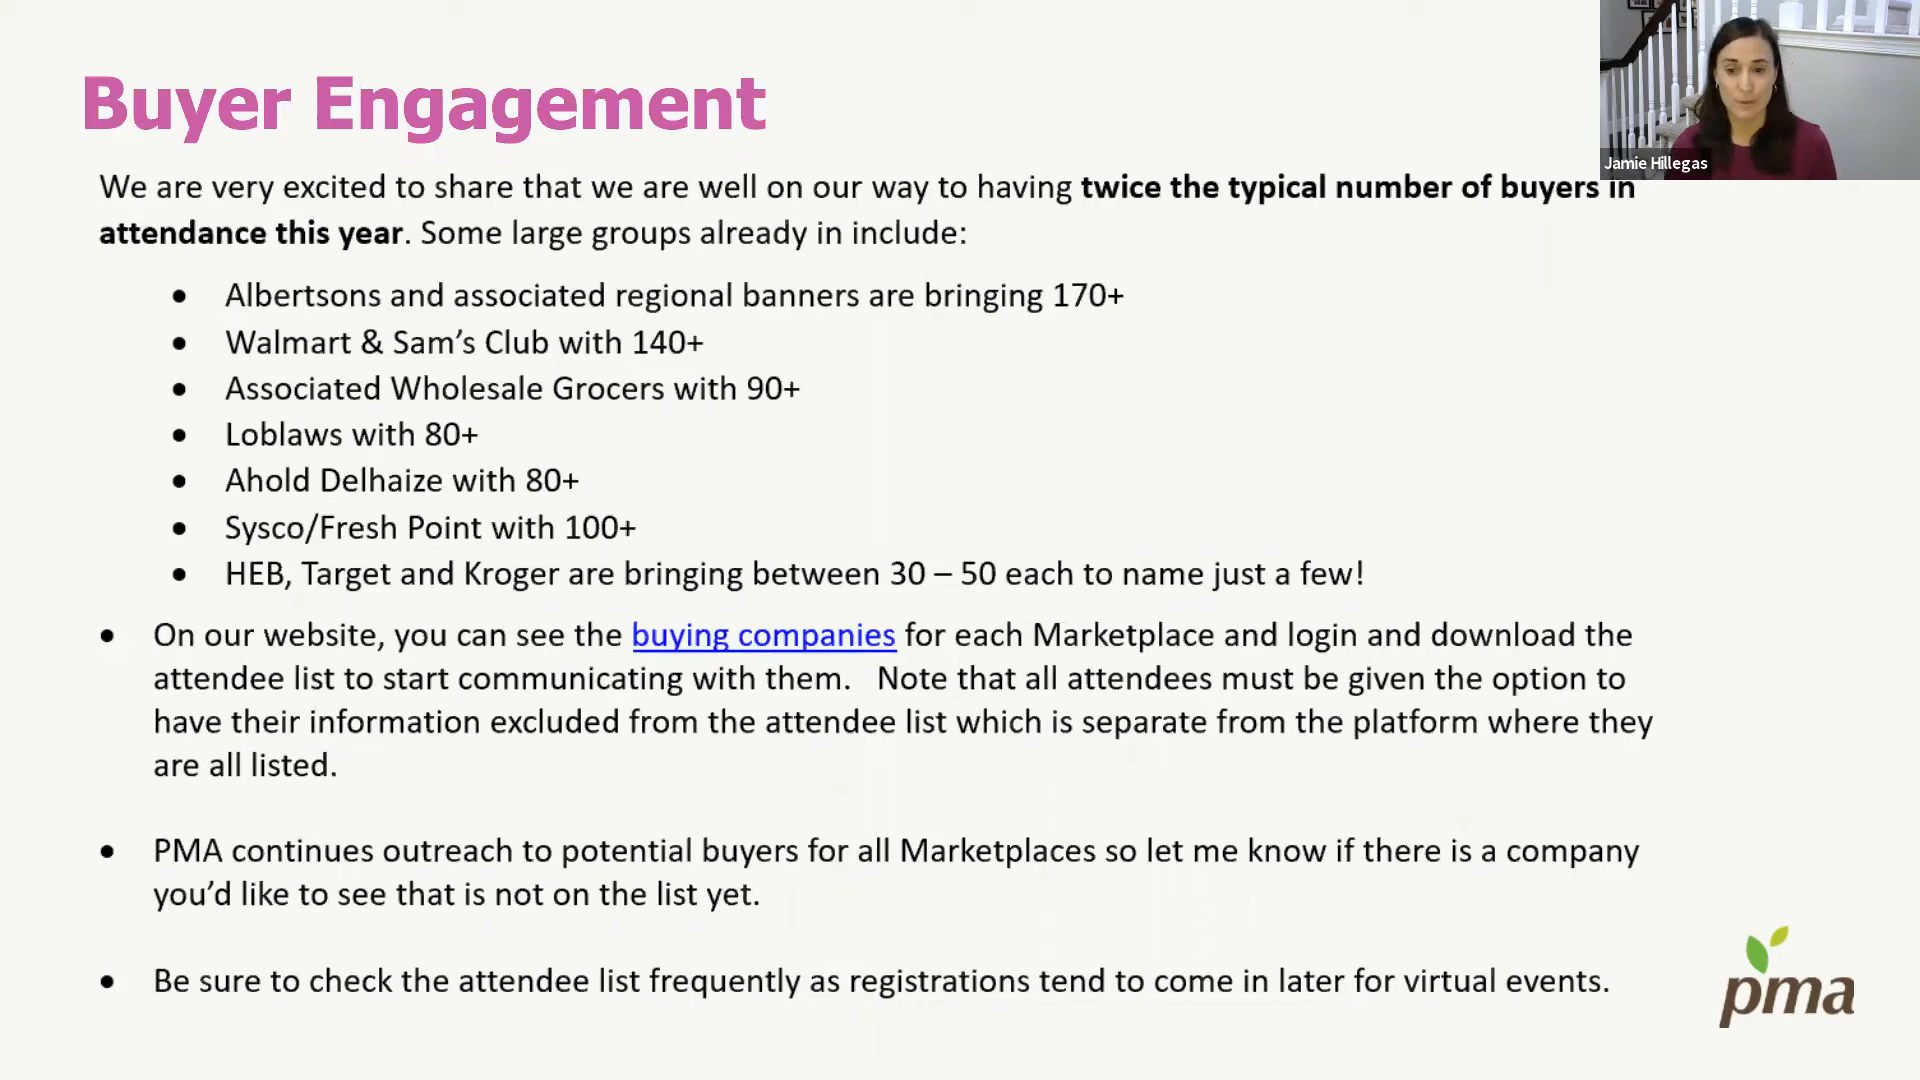 Buyer Engagement
Jamie Hillegas
We are very excited to share that we are well on our way to having twice the typical number of buyers in
attendance this year. Some large groups already in include:
• Albertsons and associated regional banners are bringing 170+
• Walmart & Sam’s Club with 140+
• Associated Wholesale Grocers with 90+
• Loblaws with 80+
• Ahold Delhaize with 80+
• Sysco/Fresh Point with 100+
• HEB, Target and Kroger are bringing between 30 – 50 each to name just a few!
• On our website, you can see the buying companies for each Marketplace and login and download the
attendee list to start communicating with them.   Note that all attendees must be given the option to
have their information excluded from the attendee list which is separate from the platform where they
are all listed.
• PMA continues outreach to potential buyers for all Marketplaces so let me know if there is a company
you’d like to see that is not on the list yet.
• Be sure to check the attendee list frequently as registrations tend to come in later for virtual events.
pma